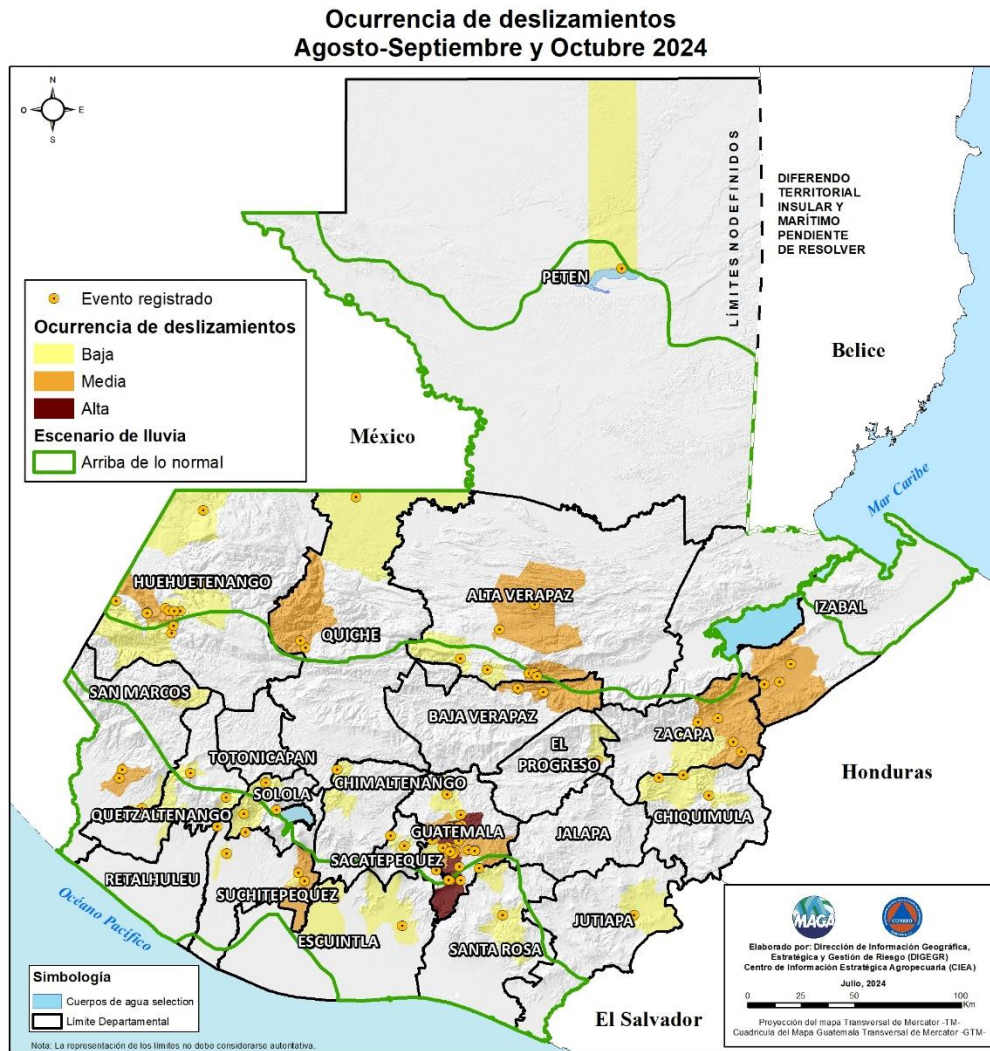 Ocurrencia de deslizamientos
Agosto-Septiembre y Octubre 2024
N
O
E
S
LÍMITES NO DEFINIDOS
DIFERENDO
TERRITORIAL
INSULAR Y
MARÍTIMO
PENDIENTE
DE RESOLVER
PETEN
Evento registrado
Ocurrencia de deslizamientos
Baja
Media
Alta
Escenario de lluvia
Arriba de lo normal
Belice
México
Mar Caribe
HUEHUETENANGO
ALTA VERAPAZ
IZABAL
QUICHE
SAN MARCOS
BAJA VERAPAZ
ZACAPA
TOTONICAPAN
EL
PROGRESO
Honduras
CHIMALTENANGO
SOLOLA
QUETZALTENANGO
GUATEMALA
JALAPA
CHIQUIMULA
SACATEPEQUEZ
RETALHULEU
SUCHITEPEQUEZ
Océano Pacífico
ESCUINTLA
SANTA ROSA
JUTIAPA
El Salvador
Simbología
Cuerpos de agua selection
Límite Departamental
Nota: La representación de los límites no debe considerarse autoritativa.
MAGA
CONRED
Elaborado por: Dirección de Información Geográfica,
Estratégica y Gestión de Riesgo (DIGEGR)
Centro de Información Estratégica Agropecuaria (CIEA)
Julio, 2024
0 25 50 100
Km
Proyección del mapa Transversal de Mercator -TM-
Cuadricula del Mapa Guatemala Transversal de Mercator -GTM-